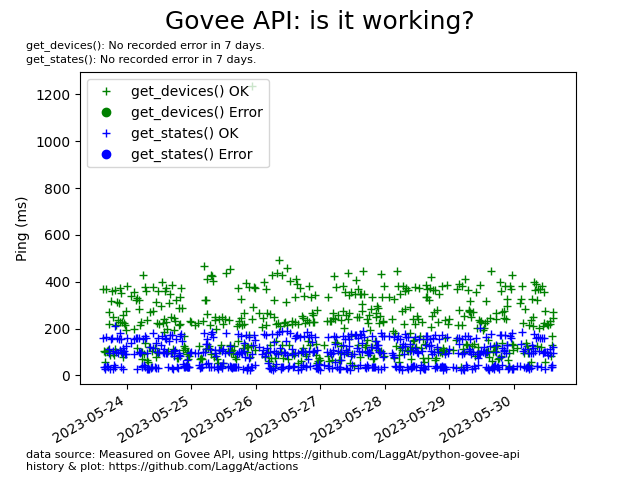 Govee API: is it working?
get_devices(): No recorded error in 7 days.
get_states(): No recorded error in 7 days.
get_devices() OK
get_devices() Error
get_states() OK
get_states() Error
1200
1000
800
600
400
200
0
Ping (ms)
2023-05-24
2023-05-25
2023-05-26
2023-05-27
2023-05-28
2023-05-29
2023-05-30
data source: Measured on Govee API, using https://github.com/LaggAt/python-govee-api
history & plot: https://github.com/LaggAt/actions